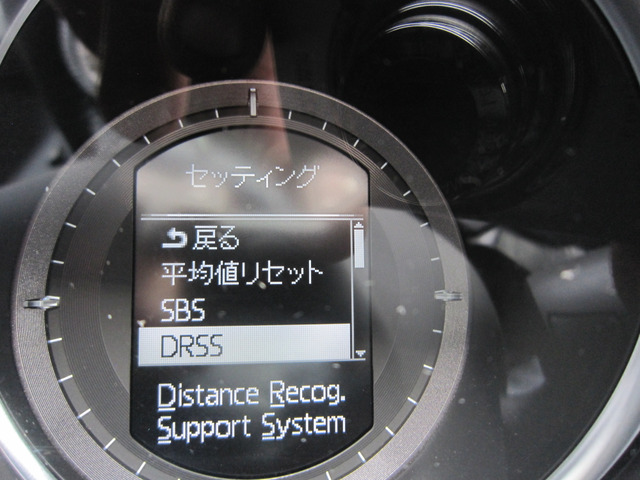 セッティング
戻る
平均値リセット
SBS
DRSS
Distance Recog.
Support System